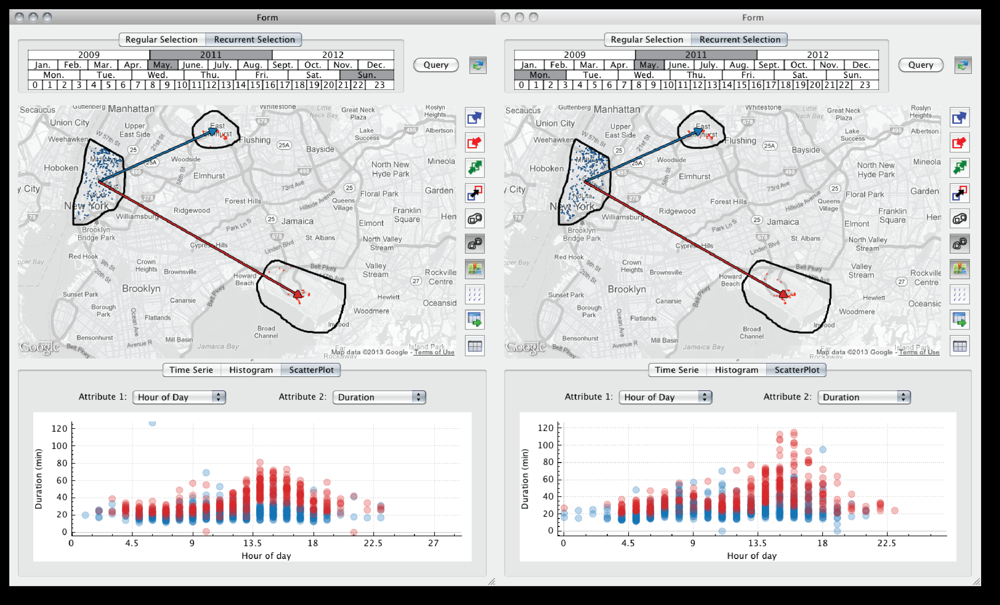 Form
Regular Selection Recurrent Selection
2009 2011 2012
Jan. Feb. Mar. Apr. May. June. July. Aug. Sept. Oct. Nov. Dec.
Mon. Tue. Wed. Thu. Fri. Sat. Sun.
0 1 2 3 4 5 6 7 8 9 10 11 12 13 14 15 16 17 18 19 20 21 22 23
Query
Secaucus
Guttenberg
Manhattan
Whitestone
Little
Neck Bay
Great Neck
Plaza
Roslyn
Heights
Union City
Upper
East Side
678
East
Elmhurst
Lake
Success
495
Albertson
Weehawken
W 57th St
21st St
Flushing
25A
25
Bayside
Woodside
25A
Hoboken
495
58th St
Elmhurst
495
North New
Hyde Park
Mineola
73rd Ave
25
y City
278
Forest Hills
Hillside Avenue
Queens
Village
Floral Park
Garden
NoLita
New York
Ridgewood
Franklin
Square
Hem
78
Williamsburg
Park Ln S
25
Jamaica
Elmont
Brooklyn
Bridge Park
678
St. Albans
North Valley
Stream
Cypress Hills
Linden Blvd
Red Hook
9th St
20th St
Crown
Heights
Brownsville
pper Bay
Belt Pkwy
147th Ave
Valley
Stream
Rockville
Centre
Howard
Beach
27
Sunset Park
Brooklyn
Canarsie
Belt Pkwy
Hewlett
Oceansid
Borough
Park
Ocean Ave
Flatlands
Woodmere
Inwood
Broad
Channel
Bensonhurst
Avenue R
Mill Basin
Jamaica Bay
Google
Belt Pkwy
Far
Rockaway
Island Park
Map data ©2013 Google - Terms of Use
Time Serie Histogram ScatterPlot
Attribute 1: Hour of Day Attribute 2: Duration
Duration (min)
120
100
80
60
40
20
0
0 4.5 9 13.5 18 22.5 27
Hour of day
Form
Regular Selection Recurrent Selection
2009 2011 2012
Jan. Feb. Mar. Apr. May. June. July. Aug. Sept. Oct. Nov. Dec.
Mon. Tue. Wed. Thu. Fri. Sat. Sun.
0 1 2 3 4 5 6 7 8 9 10 11 12 13 14 15 16 17 18 19 20 21 22 23
Query
Secaucus
Guttenberg
Manhattan
Whitestone
Little
Neck Bay
Great Neck
Plaza
Roslyn
Heights
Union City
Upper
East Side
678
East
Elmhurst
Lake
Success
495
Albertson
Weehawken
W 57th St
21st St
Flushing
25A
25
Bayside
Woodside
25A
Hoboken
495
58th St
Elmhurst
495
North New
Hyde Park
Mineola
73rd Ave
25
y City
278
Forest Hills
Hillside Avenue
Queens
Village
Floral Park
Garden
NoLita
New York
Ridgewood
Franklin
Square
Hem
78
Williamsburg
Park Ln S
25
Jamaica
Elmont
Brooklyn
Bridge Park
678
St. Albans
North Valley
Stream
Cypress Hills
Linden Blvd
Red Hook
9th St
20th St
Crown
Heights
Brownsville
pper Bay
Belt Pkwy
147th Ave
Valley
Stream
Rockville
Centre
Howard
Beach
27
Sunset Park
Brooklyn
Canarsie
Belt Pkwy
Hewlett
Oceansid
Borough
Park
Ocean Ave
Flatlands
Woodmere
Inwood
Broad
Channel
Bensonhurst
Avenue R
Mill Basin
Jamaica Bay
Google
Belt Pkwy
Far
Rockaway
Island Park
Map data ©2013 Google - Terms of Use
Time Serie Histogram ScatterPlot
Attribute 1: Hour of Day Attribute 2: Duration
Duration (min)
120
100
80
60
40
20
0
0 4.5 9 13.5 18 22.5
Hour of day